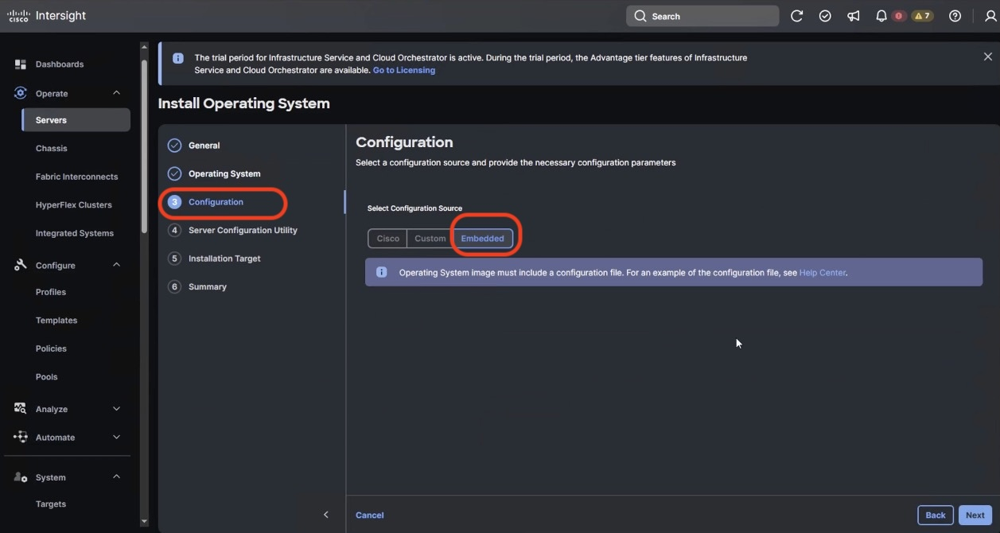 CISCO Intersight
Search
7
The trial period for Infrastructure Service and Cloud Orchestrator is active. During the trial period, the Advantage tier features of Infrastructure
Service and Cloud Orchestrator are available. Go to Licensing
Dashboards
Operate
Servers
Chassis
Fabric Interconnects
HyperFlex Clusters
Integrated Systems
Configure
Profiles
Templates
Policies
Pools
Analyze
Automate
System
Targets
Install Operating System
General
Operating System
3 Configuration
4 Server Configuration Utility
5 Installation Target
6 Summary
Configuration
Select a configuration source and provide the necessary configuration parameters
Select Configuration Source
Cisco Custom Embedded
Operating System image must include a configuration file. For an example of the configuration file, see Help Center.
Cancel
Back Next